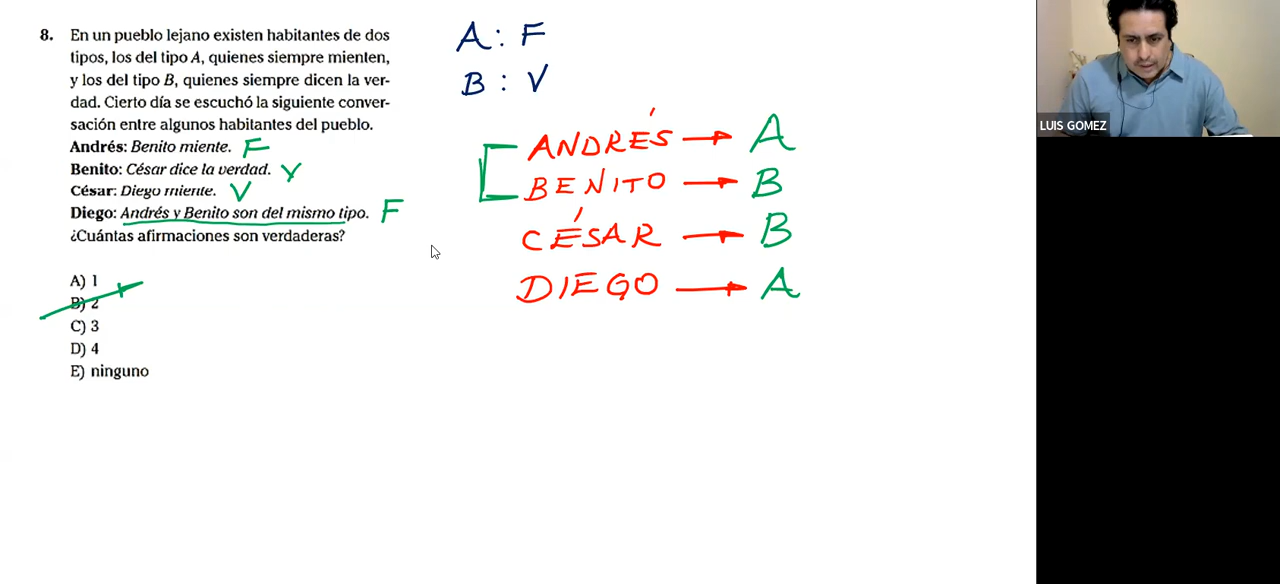 8. En un pueblo lejano existen habitantes de dos
tipos, los del tipo A, quienes siempre mienten,
y los del tipo B, quienes siempre dicen la ver-
dad. Cierto día se escuchó la siguiente conver-
sación entre algunos habitantes del pueblo.
Andrés: Benito miente. F
Benito: César dice la verdad. V
César: Diego miente. V
Diego: Andrés y Benito son del mismo tipo. F
¿Cuántas afirmaciones son verdaderas?
A) 1
B) 2
C) 3
D) 4
E) ninguno
A: F
B: V
ANDRÉS → A
BENITO → B
CÉSAR → B
DIEGO → A
LUIS GOMEZ